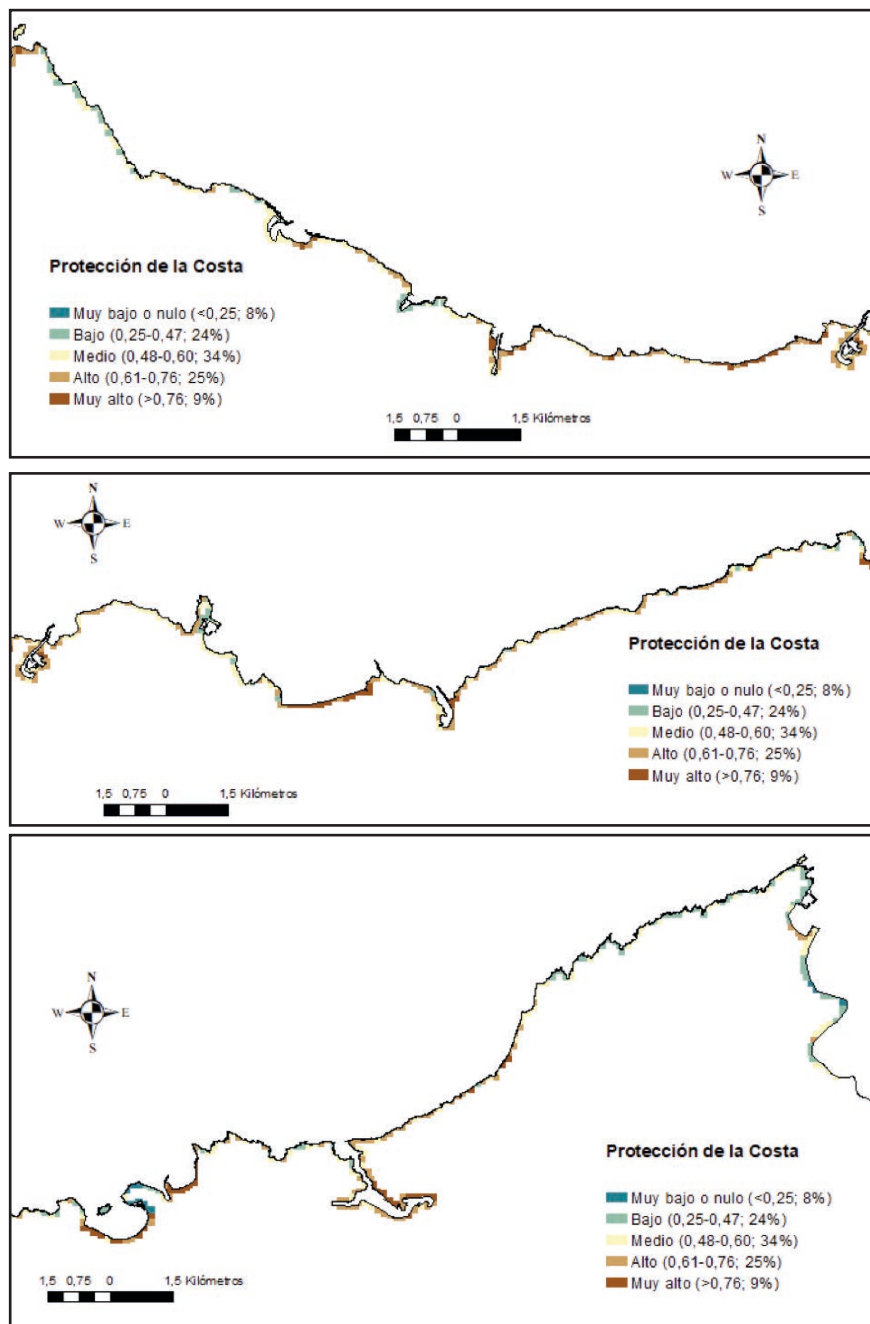 N
W E
S
Protección de la Costa
Muy bajo o nulo (<0,25; 8%)
Bajo (0,25-0,47; 24%)
Medio (0,48-0,60; 34%)
Alto (0,61-0,76; 25%)
Muy alto (>0,76; 9%)
1,5 0,75 0 1,5 Kilómetros
N
W E
S
Protección de la Costa
Muy bajo o nulo (<0,25; 8%)
Bajo (0,25-0,47; 24%)
Medio (0,48-0,60; 34%)
Alto (0,61-0,76; 25%)
Muy alto (>0,76; 9%)
1,5 0,75 0 1,5 Kilómetros
N
W E
S
Protección de la Costa
Muy bajo o nulo (<0,25; 8%)
Bajo (0,25-0,47; 24%)
Medio (0,48-0,60; 34%)
Alto (0,61-0,76; 25%)
Muy alto (>0,76; 9%)
1,5 0,75 0 1,5 Kilómetros